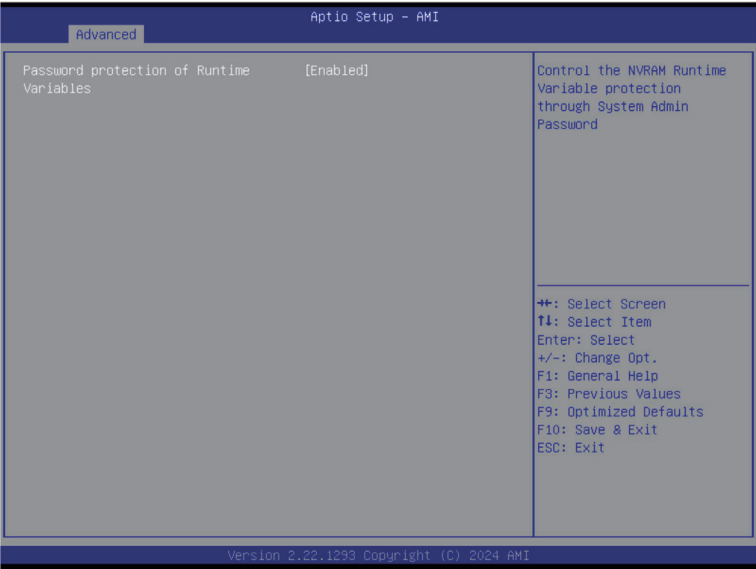 Aptio Setup – AMI
Advanced
Password protection of Runtime [Enabled]
Variables
Control the NVRAM Runtime
Variable protection
through System Admin
Password
→←: Select Screen
↑↓: Select Item
Enter: Select
+/-: Change Opt.
F1: General Help
F3: Previous Values
F9: Optimized Defaults
F10: Save & Exit
ESC: Exit
Version 2.22.1293 Copyright (C) 2024 AMI